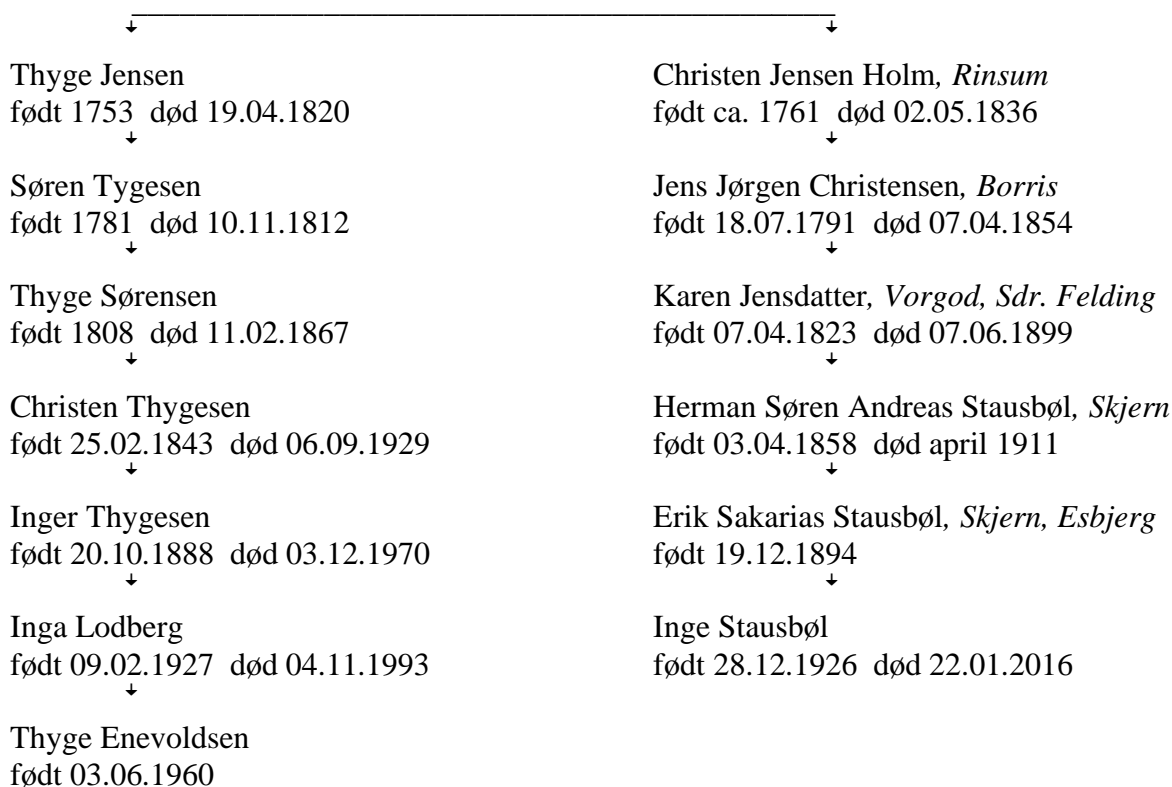 Thyge Jensen
født 1753 død 19.04.1820
Søren Tygesen
født 1781 død 10.11.1812
Thyge Sørensen
født 1808 død 11.02.1867
Christen Thygesen
født 25.02.1843 død 06.09.1929
Inger Thygesen
født 20.10.1888 død 03.12.1970
Inga Lodberg
født 09.02.1927 død 04.11.1993
Thyge Enevoldsen
født 03.06.1960
Christen Jensen Holm, Rinsum
født ca. 1761 død 02.05.1836
Jens Jørgen Christensen, Borris
født 18.07.1791 død 07.04.1854
Karen Jensdatter, Vorgod, Sdr. Felding
født 07.04.1823 død 07.06.1899
Herman Søren Andreas Stausbøl, Skjern
født 03.04.1858 død april 1911
Erik Sakarias Stausbøl, Skjern, Esbjerg
født 19.12.1894
Inge Stausbøl
født 28.12.1926 død 22.01.2016